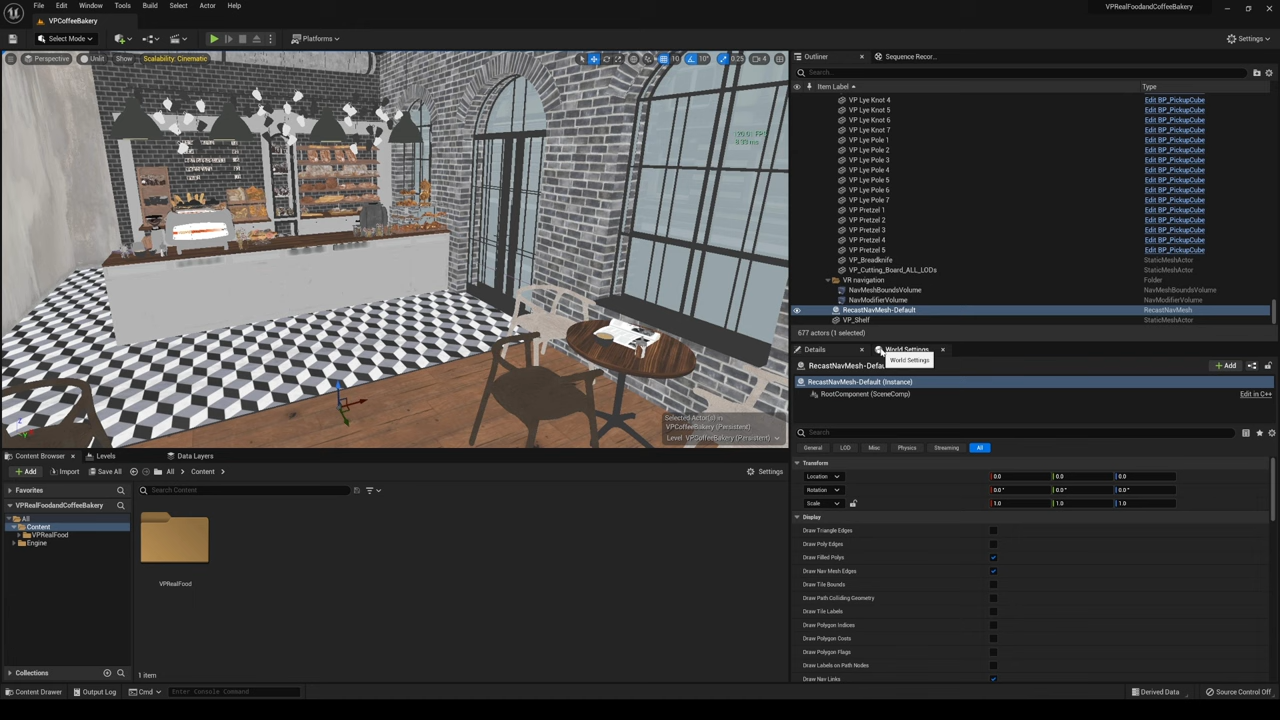 File Edit Window Tools Build Select Actor Help
VPRealFoodandCoffeeBakery
VPCoffeeBakery
Select Mode
Platforms
Settings
Perspective Unlit Show Scalability: Cinematic
10 10° 0.25 4
8.33 ms
Selected Actor(s) in
VPCoffeeBakery (Persistent)
Level VPCoffeeBakery (Persistent)
Outliner
Sequence Recor...
Search...
Item Label
Type
VP Lye Knot 4 Edit BP_PickupCube
VP Lye Knot 5 Edit BP_PickupCube
VP Lye Knot 6 Edit BP_PickupCube
VP Lye Knot 7 Edit BP_PickupCube
VP Lye Pole 1 Edit BP_PickupCube
VP Lye Pole 2 Edit BP_PickupCube
VP Lye Pole 3 Edit BP_PickupCube
VP Lye Pole 4 Edit BP_PickupCube
VP Lye Pole 5 Edit BP_PickupCube
VP Lye Pole 6 Edit BP_PickupCube
VP Lye Pole 7 Edit BP_PickupCube
VP Pretzel 1 Edit BP_PickupCube
VP Pretzel 2 Edit BP_PickupCube
VP Pretzel 3 Edit BP_PickupCube
VP Pretzel 4 Edit BP_PickupCube
VP Pretzel 5 Edit BP_PickupCube
VP_Breadknife StaticMeshActor
VP_Cutting_Board_ALL_LODs StaticMeshActor
VR navigation Folder
NavMeshBoundsVolume NavMeshBoundsVolume
NavModifierVolume NavModifierVolume
RecastNavMesh-Default RecastNavMesh
VP_Shelf StaticMeshActor
677 actors (1 selected)
Details
World Settings
World Settings
RecastNavMesh-Defau
Add
RecastNavMesh-Default (Instance)
RootComponent (SceneComp)
Edit in C++
Search
General LOD Misc Physics Streaming All
Transform
Location 0.0 0.0 0.0
Rotation 0.0 ° 0.0 ° 0.0 °
Scale 1.0 1.0 1.0
Display
Draw Triangle Edges
Draw Poly Edges
Draw Filled Polys
Draw Nav Mesh Edges
Draw Tile Bounds
Draw Path Colliding Geometry
Draw Tile Labels
Draw Polygon Indices
Draw Polygon Costs
Draw Polygon Flags
Draw Labels on Path Nodes
Draw Nav Links
Content Browser
Levels
Data Layers
Add Import Save All All Content
Settings
Favorites
Search Content
VPRealFoodandCoffeeBakery
All
Content
VPRealFood
Engine
VPRealFood
Collections
1 item
Content Drawer Output Log Cmd Enter Console Command
Derived Data Source Control Off